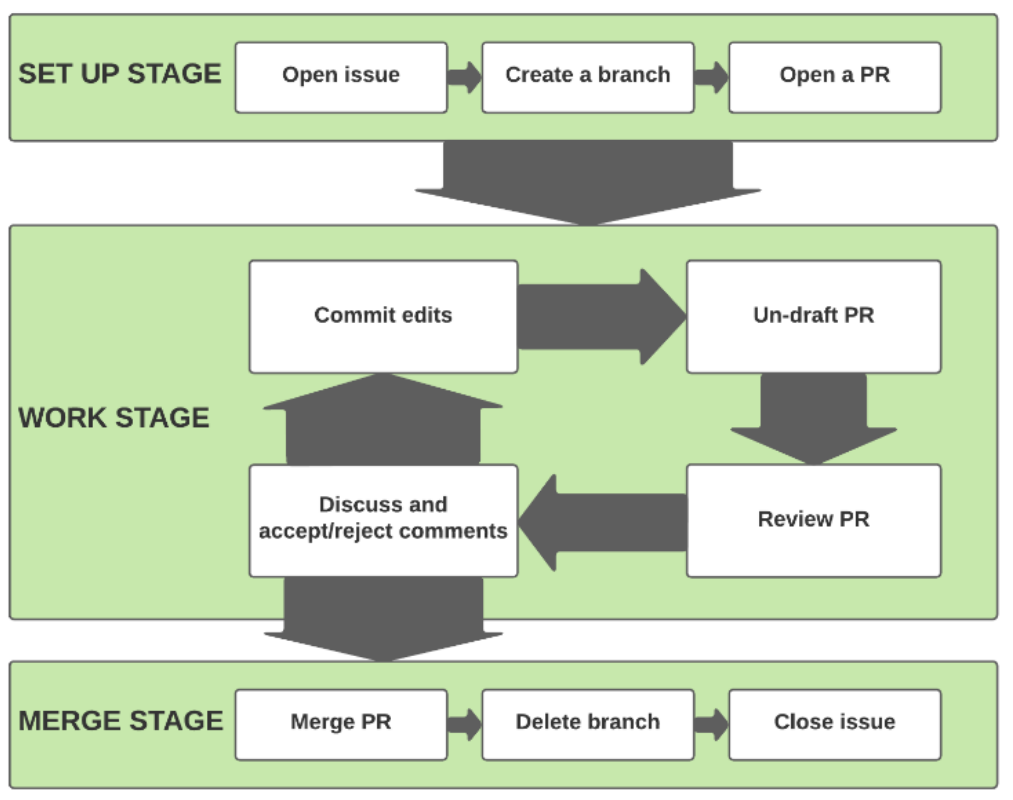 SET UP STAGE
Open issue
Create a branch
Open a PR
WORK STAGE
Commit edits
Un-draft PR
Discuss and
accept/reject comments
Review PR
MERGE STAGE
Merge PR
Delete branch
Close issue